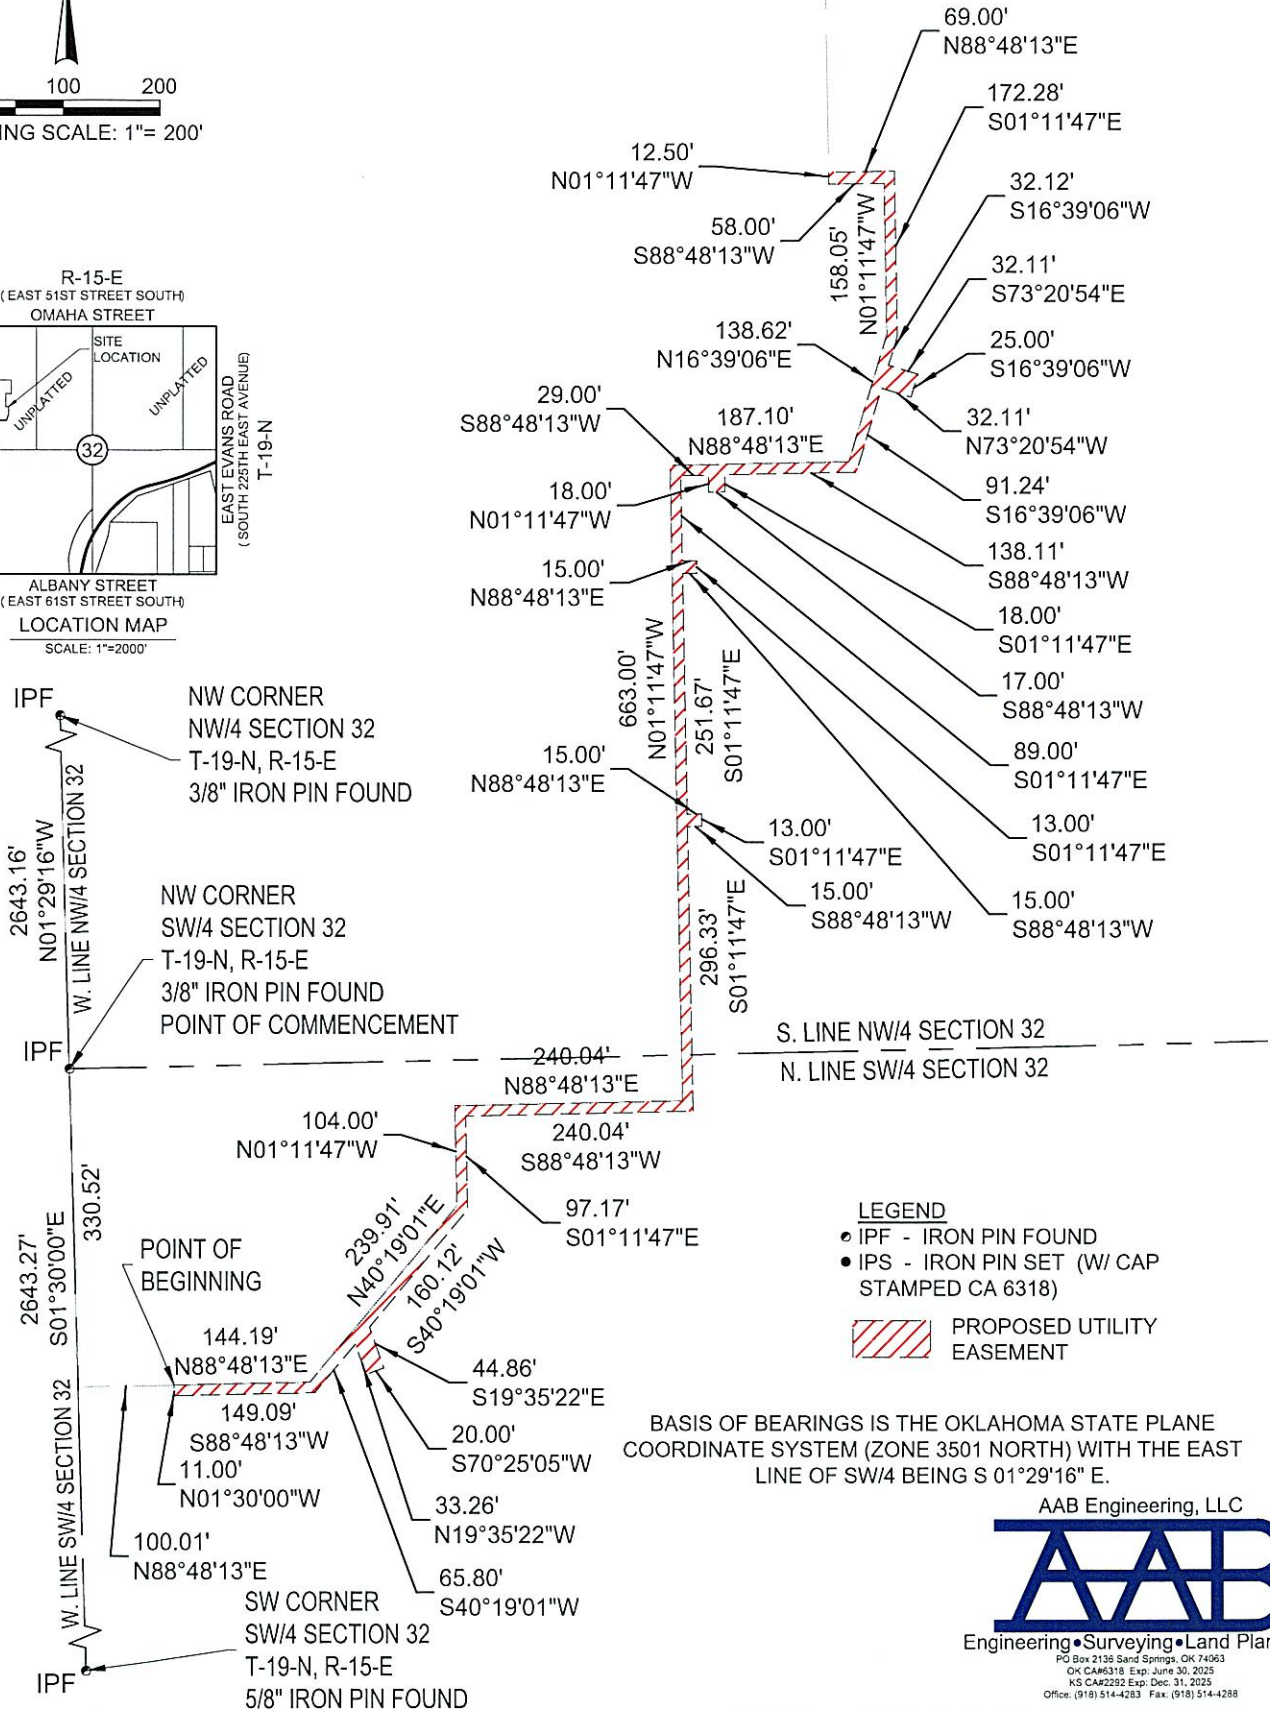 100 200
ING SCALE: 1"= 200'
69.00'
N88°48'13"E
172.28'
S01°11'47"E
12.50'
N01°11'47"W
32.12'
S16°39'06"W
58.00'
S88°48'13"W
158.05'
N01°11'47"W
32.11'
S73°20'54"E
138.62'
N16°39'06"E
25.00'
S16°39'06"W
29.00'
S88°48'13"W
187.10'
N88°48'13"E
32.11'
N73°20'54"W
18.00'
N01°11'47"W
91.24'
S16°39'06"W
15.00'
N88°48'13"E
138.11'
S88°48'13"W
18.00'
S01°11'47"E
663.00'
N01°11'47"W
251.67'
S01°11'47"E
17.00'
S88°48'13"W
89.00'
S01°11'47"E
15.00'
N88°48'13"E
13.00'
S01°11'47"E
13.00'
S01°11'47"E
15.00'
S88°48'13"W
15.00'
S88°48'13"W
296.33'
S01°11'47"E
R-15-E
( EAST 51ST STREET SOUTH)
OMAHA STREET
SITE
LOCATION
UNPLATTED
UNPLATTED
32
EAST EVANS ROAD
( SOUTH 225TH EAST AVENUE)
T-19-N
ALBANY STREET
( EAST 61ST STREET SOUTH)
LOCATION MAP
SCALE: 1"=2000'
IPF
NW CORNER
NW/4 SECTION 32
T-19-N, R-15-E
3/8" IRON PIN FOUND
2643.16'
N01°29'16"W
W. LINE NW/4 SECTION 32
NW CORNER
SW/4 SECTION 32
T-19-N, R-15-E
3/8" IRON PIN FOUND
POINT OF COMMENCEMENT
IPF
S. LINE NW/4 SECTION 32
N. LINE SW/4 SECTION 32
240.04'
N88°48'13"E
240.04'
S88°48'13"W
104.00'
N01°11'47"W
97.17'
S01°11'47"E
330.52'
2643.27'
S01°30'00"E
W. LINE SW/4 SECTION 32
POINT OF
BEGINNING
239.91'
N40°19'01"E
160.12'
S40°19'01"W
144.19'
N88°48'13"E
149.09'
S88°48'13"W
11.00'
N01°30'00"W
44.86'
S19°35'22"E
20.00'
S70°25'05"W
33.26'
N19°35'22"W
65.80'
S40°19'01"W
100.01'
N88°48'13"E
SW CORNER
SW/4 SECTION 32
T-19-N, R-15-E
5/8" IRON PIN FOUND
IPF
LEGEND
IPF - IRON PIN FOUND
IPS - IRON PIN SET (W/ CAP
STAMPED CA 6318)
PROPOSED UTILITY
EASEMENT
BASIS OF BEARINGS IS THE OKLAHOMA STATE PLANE
COORDINATE SYSTEM (ZONE 3501 NORTH) WITH THE EAST
LINE OF SW/4 BEING S 01°29'16" E.
AAB Engineering, LLC
AAB
Engineering•Surveying•Land Plan
PO Box 2136 Sand Springs, OK 74063
OK CA#6318 Exp: June 30, 2025
KS CA#2292 Exp: Dec. 31, 2025
Office: (918) 514-4283 Fax: (918) 514-4288